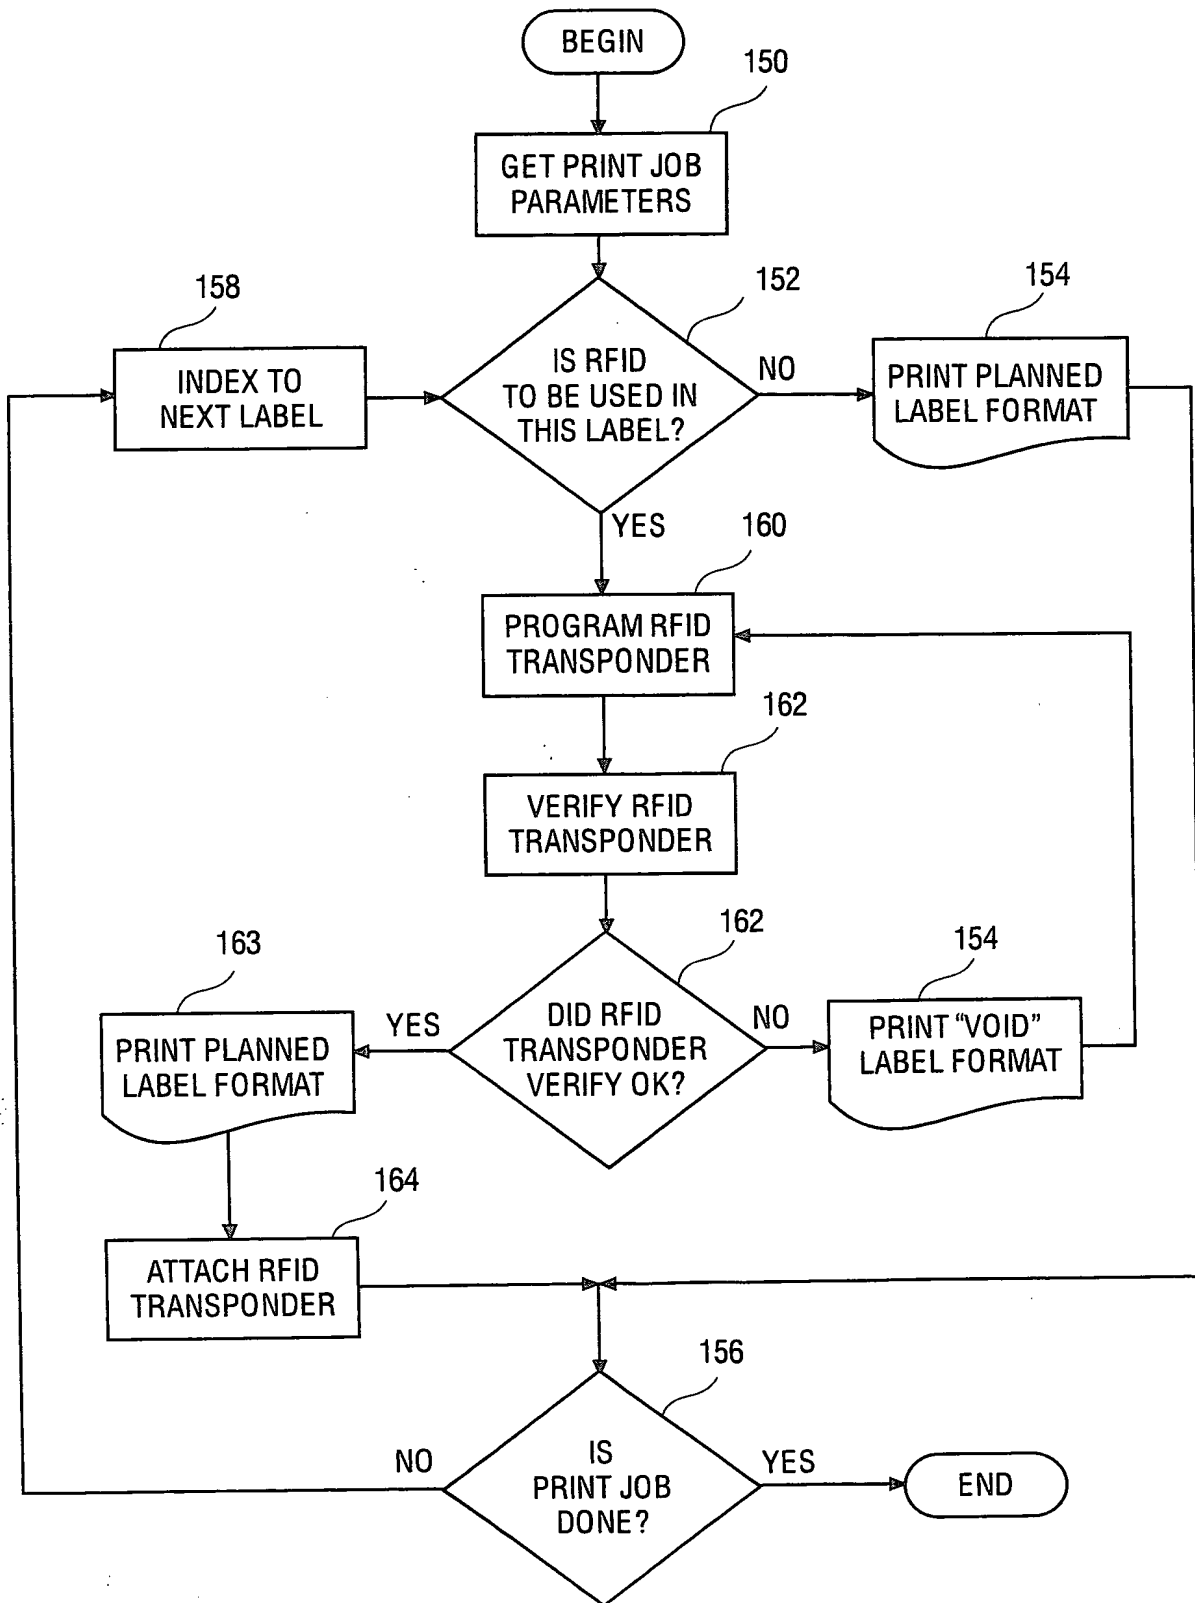 BEGIN
150
GET PRINT JOB
PARAMETERS
158
152
154
INDEX TO
NEXT LABEL
IS RFID
TO BE USED IN
THIS LABEL?
NO
PRINT PLANNED
LABEL FORMAT
YES
160
PROGRAM RFID
TRANSPONDER
162
VERIFY RFID
TRANSPONDER
163
162
154
YES
PRINT PLANNED
LABEL FORMAT
DID RFID
TRANSPONDER
VERIFY OK?
NO
PRINT “VOID”
LABEL FORMAT
164
ATTACH RFID
TRANSPONDER
156
NO
IS
PRINT JOB
DONE?
YES
END